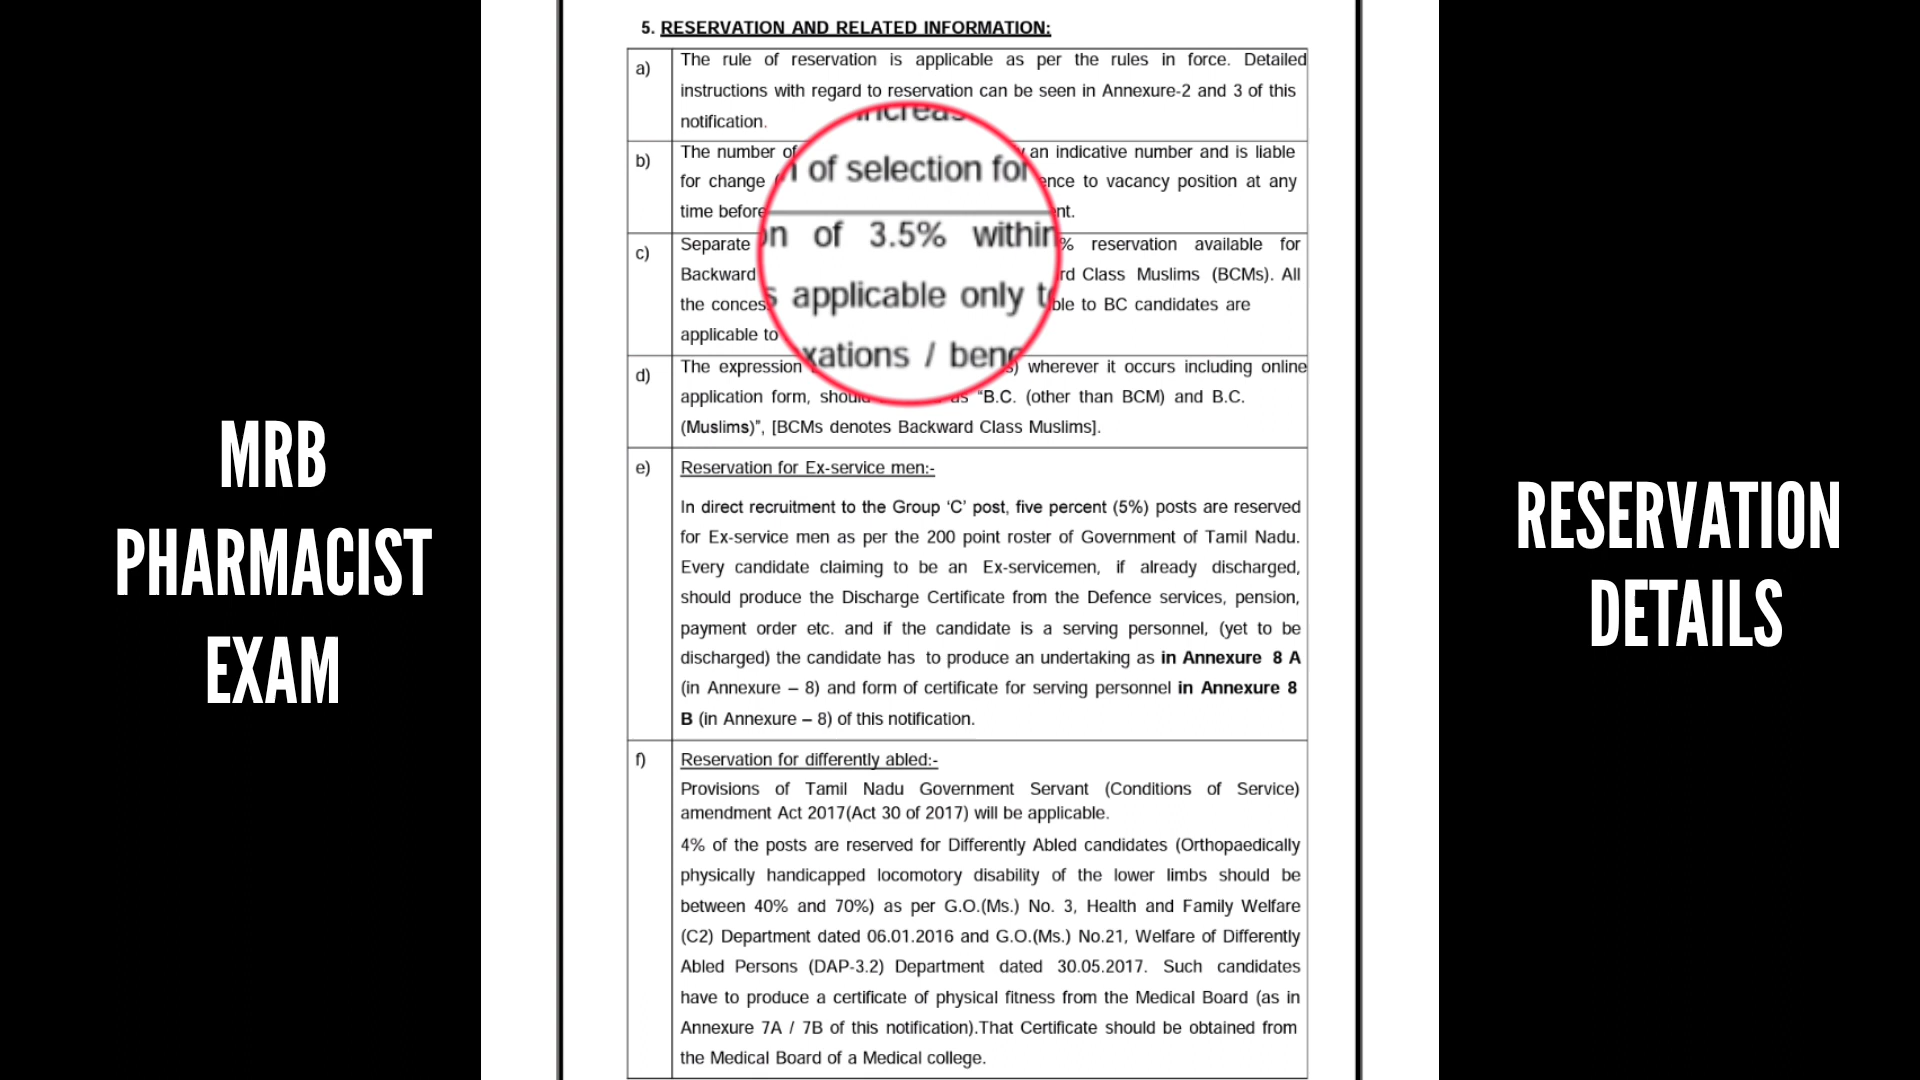 MRB
PHARMACIST
EXAM
5. RESERVATION AND RELATED INFORMATION:
a) The rule of reservation is applicable as per the rules in force. Detailed
instructions with regard to reservation can be seen in Annexure-2 and 3 of this
notification.
b) The number of an indicative number and is liable
for change to vacancy position at any
time before
c) Separate % reservation available for
Backward Class Muslims (BCMs). All
the to BC candidates are
applicable to
of selection for
of 3.5% within
applicable only
/
d) The expression wherever it occurs including online
application form, should as “B.C. (other than BCM) and B.C.
(Muslims)”, [BCMs denotes Backward Class Muslims].
e) Reservation for Ex-service men:-
In direct recruitment to the Group ‘C’ post, five percent (5%) posts are reserved
for Ex-service men as per the 200 point roster of Government of Tamil Nadu.
Every candidate claiming to be an Ex-servicemen, if already discharged,
should produce the Discharge Certificate from the Defence services, pension,
payment order etc. and if the candidate is a serving personnel, (yet to be
discharged) the candidate has to produce an undertaking as in Annexure 8 A
(in Annexure – 8) and form of certificate for serving personnel in Annexure 8
B (in Annexure – 8) of this notification.
f) Reservation for differently abled:-
Provisions of Tamil Nadu Government Servant (Conditions of Service)
amendment Act 2017(Act 30 of 2017) will be applicable.
4% of the posts are reserved for Differently Abled candidates (Orthopaedically
physically handicapped locomotory disability of the lower limbs should be
between 40% and 70%) as per G.O.(Ms.) No. 3, Health and Family Welfare
(C2) Department dated 06.01.2016 and G.O.(Ms.) No.21, Welfare of Differently
Abled Persons (DAP-3.2) Department dated 30.05.2017. Such candidates
have to produce a certificate of physical fitness from the Medical Board (as in
Annexure 7A / 7B of this notification).That Certificate should be obtained from
the Medical Board of a Medical college.
RESERVATION
DETAILS